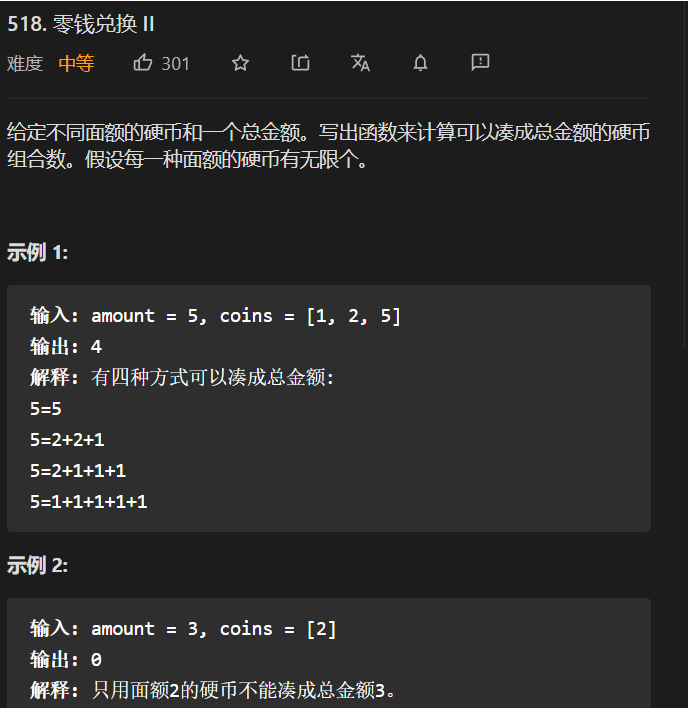 518. 零钱兑换 II
难度 中等 301
给定不同面额的硬币和一个总金额。写出函数来计算可以凑成总金额的硬币
组合数。假设每一种面额的硬币有无限个。
示例 1:
输入: amount = 5, coins = [1, 2, 5]
输出: 4
解释: 有四种方式可以凑成总金额:
5=5
5=2+2+1
5=2+1+1+1
5=1+1+1+1+1
示例 2:
输入: amount = 3, coins = [2]
输出: 0
解释: 只用面额2的硬币不能凑成总金额3。